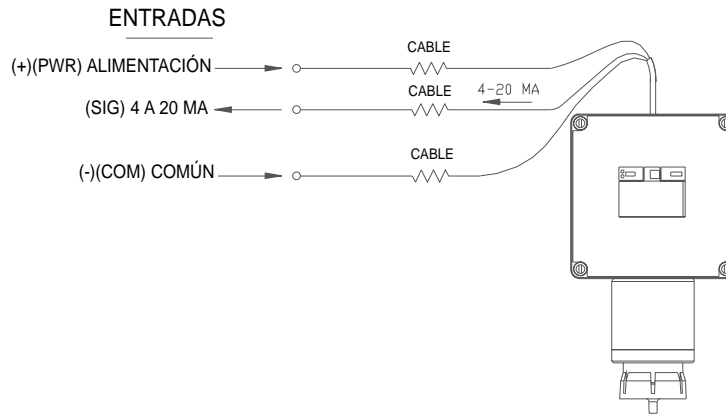 ENTRADAS
CABLE
(+)(PWR) ALIMENTACIÓN
CABLE
4-20 MA
(SIG) 4 A 20 MA
CABLE
(-)(COM) COMÚN